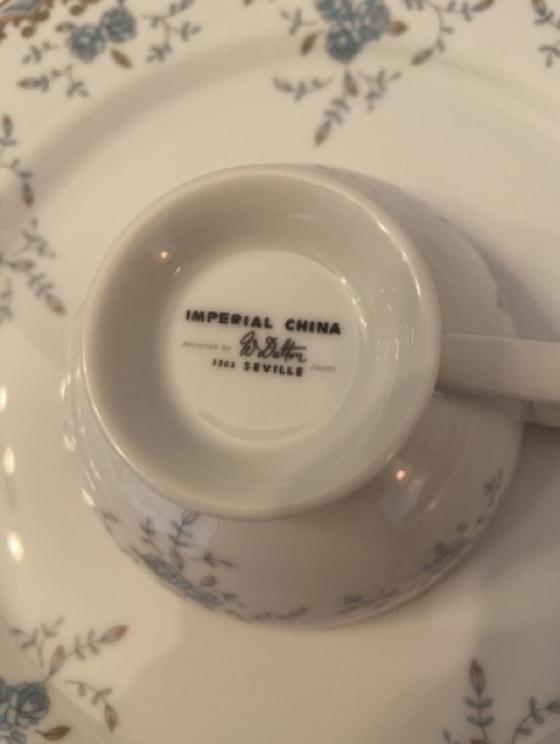 IMPERIAL CHINA
designed by W. Dalton Japan
5303 SEVILLE